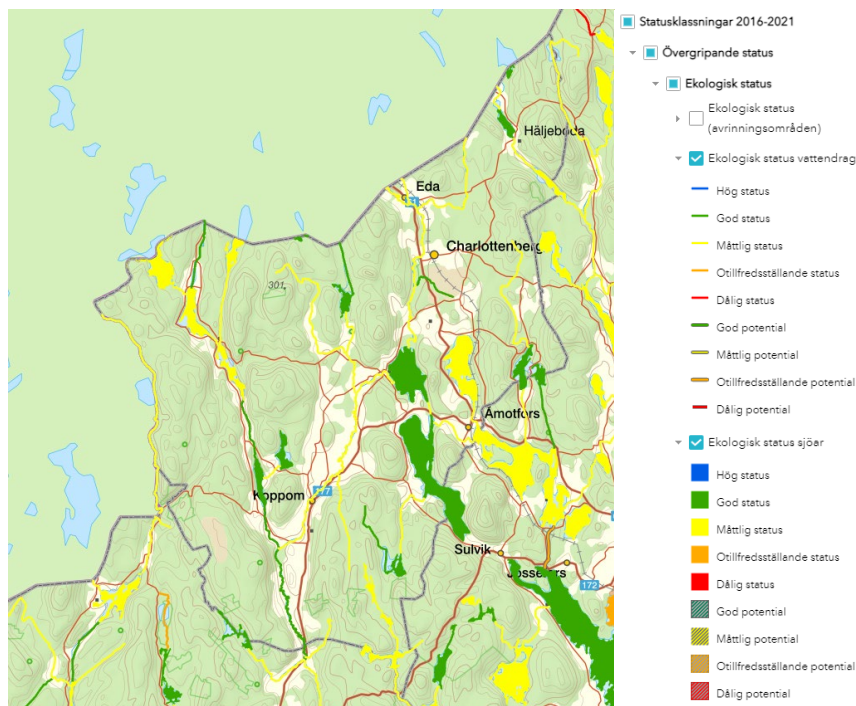 Häljeboda
Eda
61
Charlottenberg
301
Åmotfors
Koppom
177
Sulvik
Jössefors
172
Statusklassningar 2016-2021
Övergripande status
Ekologisk status
Ekologisk status
(avrinningsområden)
Ekologisk status vattendrag
Hög status
God status
Måttlig status
Otillfredsställande status
Dålig status
God potential
Måttlig potential
Otillfredsställande potential
Dålig potential
Ekologisk status sjöar
Hög status
God status
Måttlig status
Otillfredsställande status
Dålig status
God potential
Måttlig potential
Otillfredsställande potential
Dålig potential